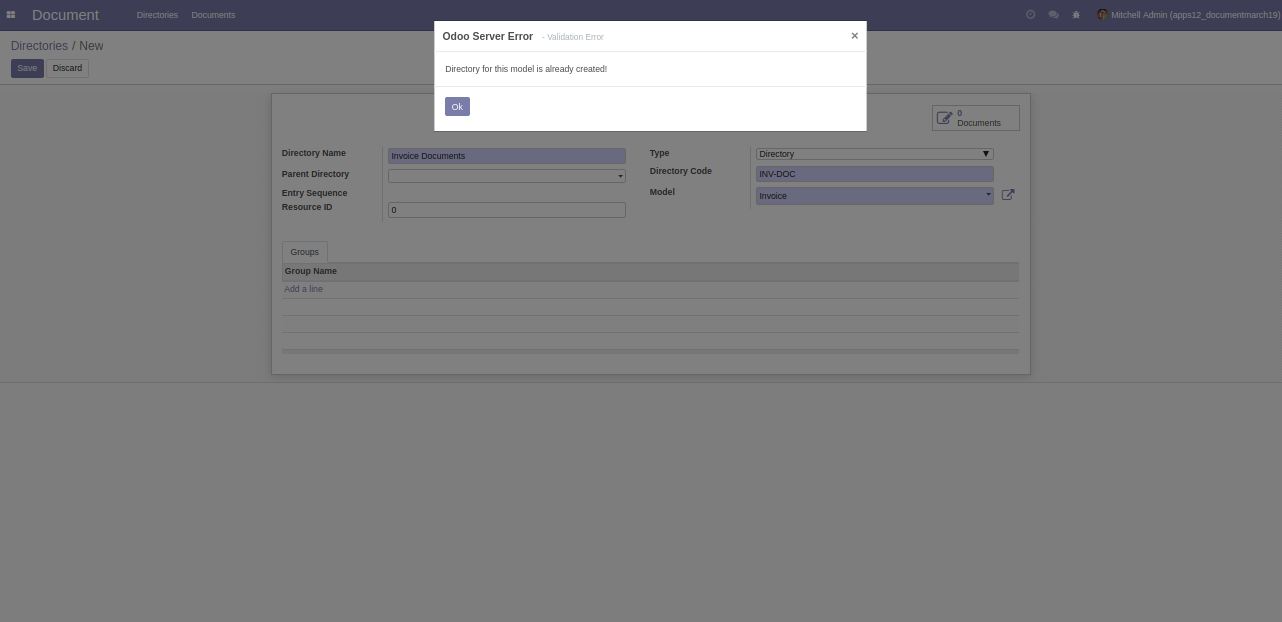 Document Directories Documents Mitchell Admin (apps12_documentmarch19)
Odoo Server Error - Validation Error ×
Directories / New
Save Discard
Directory for this model is already created!
Ok
0
Documents
Directory Name Invoice Documents
Type Directory
Parent Directory
Directory Code INV-DOC
Entry Sequence
Model Invoice
Resource ID 0
Groups
Group Name
Add a line